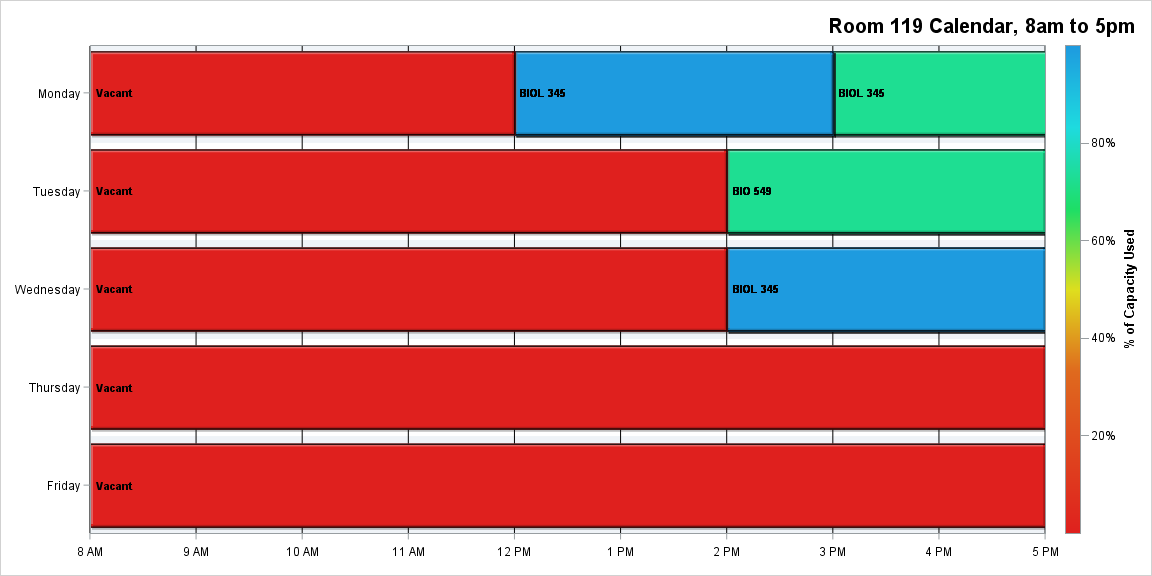 Room 119 Calendar, 8am to 5pm
Monday
Vacant
BIOL 345
BIOL 345
Tuesday
Vacant
BIO 549
Wednesday
Vacant
BIOL 345
Thursday
Vacant
Friday
Vacant
8 AM 9 AM 10 AM 11 AM 12 PM 1 PM 2 PM 3 PM 4 PM 5 PM
80%
60%
40%
20%
% of Capacity Used